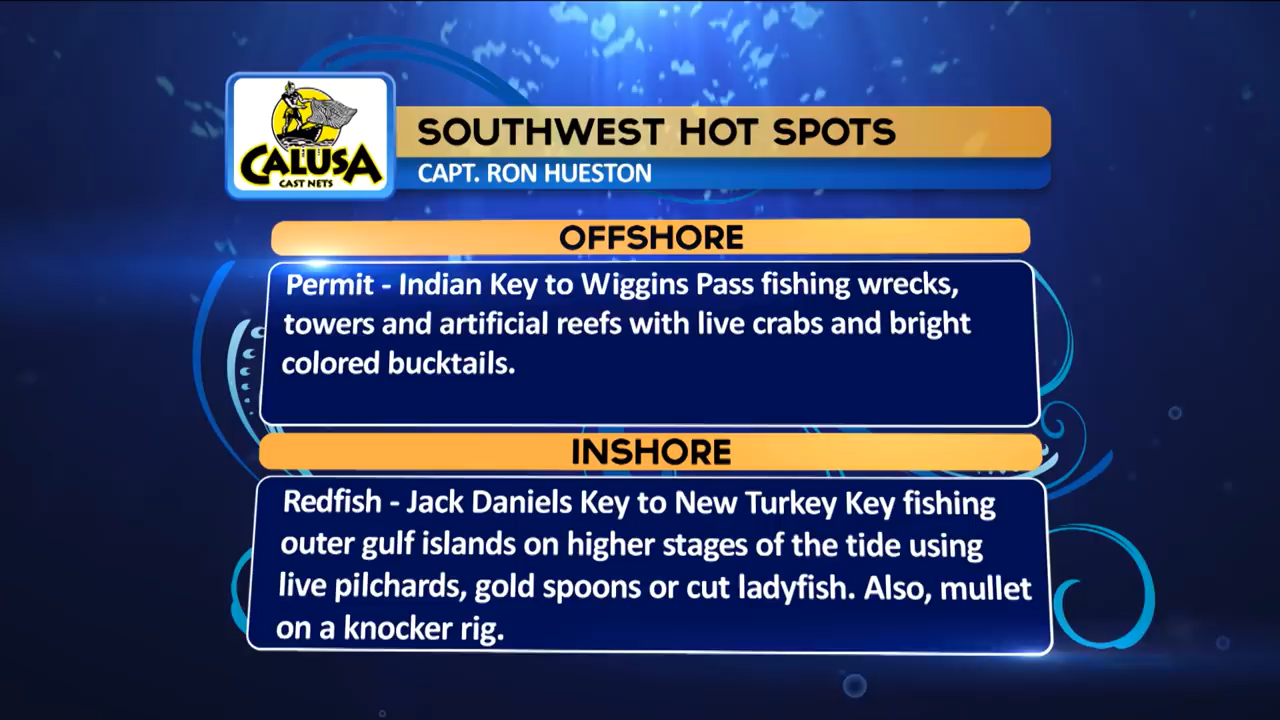 CALUSA
CAST NETS
SOUTHWEST HOT SPOTS
CAPT. RON HUESTON
OFFSHORE
Permit - Indian Key to Wiggins Pass fishing wrecks,
towers and artificial reefs with live crabs and bright
colored bucktails.
INSHORE
Redfish - Jack Daniels Key to New Turkey Key fishing
outer gulf islands on higher stages of the tide using
live pilchards, gold spoons or cut ladyfish. Also, mullet
on a knocker rig.